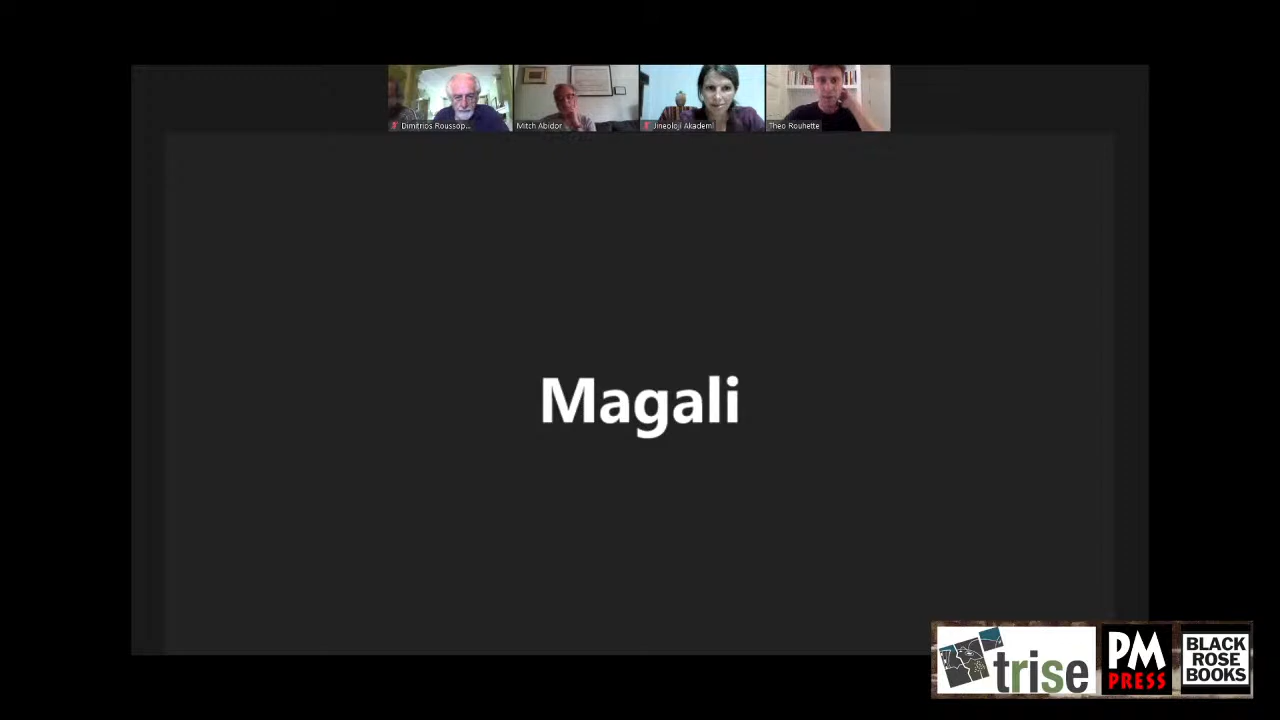 Dimitrios Roussop...
Mitch Abidor
Jineoloji Akademi
Theo Rouhette
Magali
trise
PM
PRESS
BLACK
ROSE
BOOKS